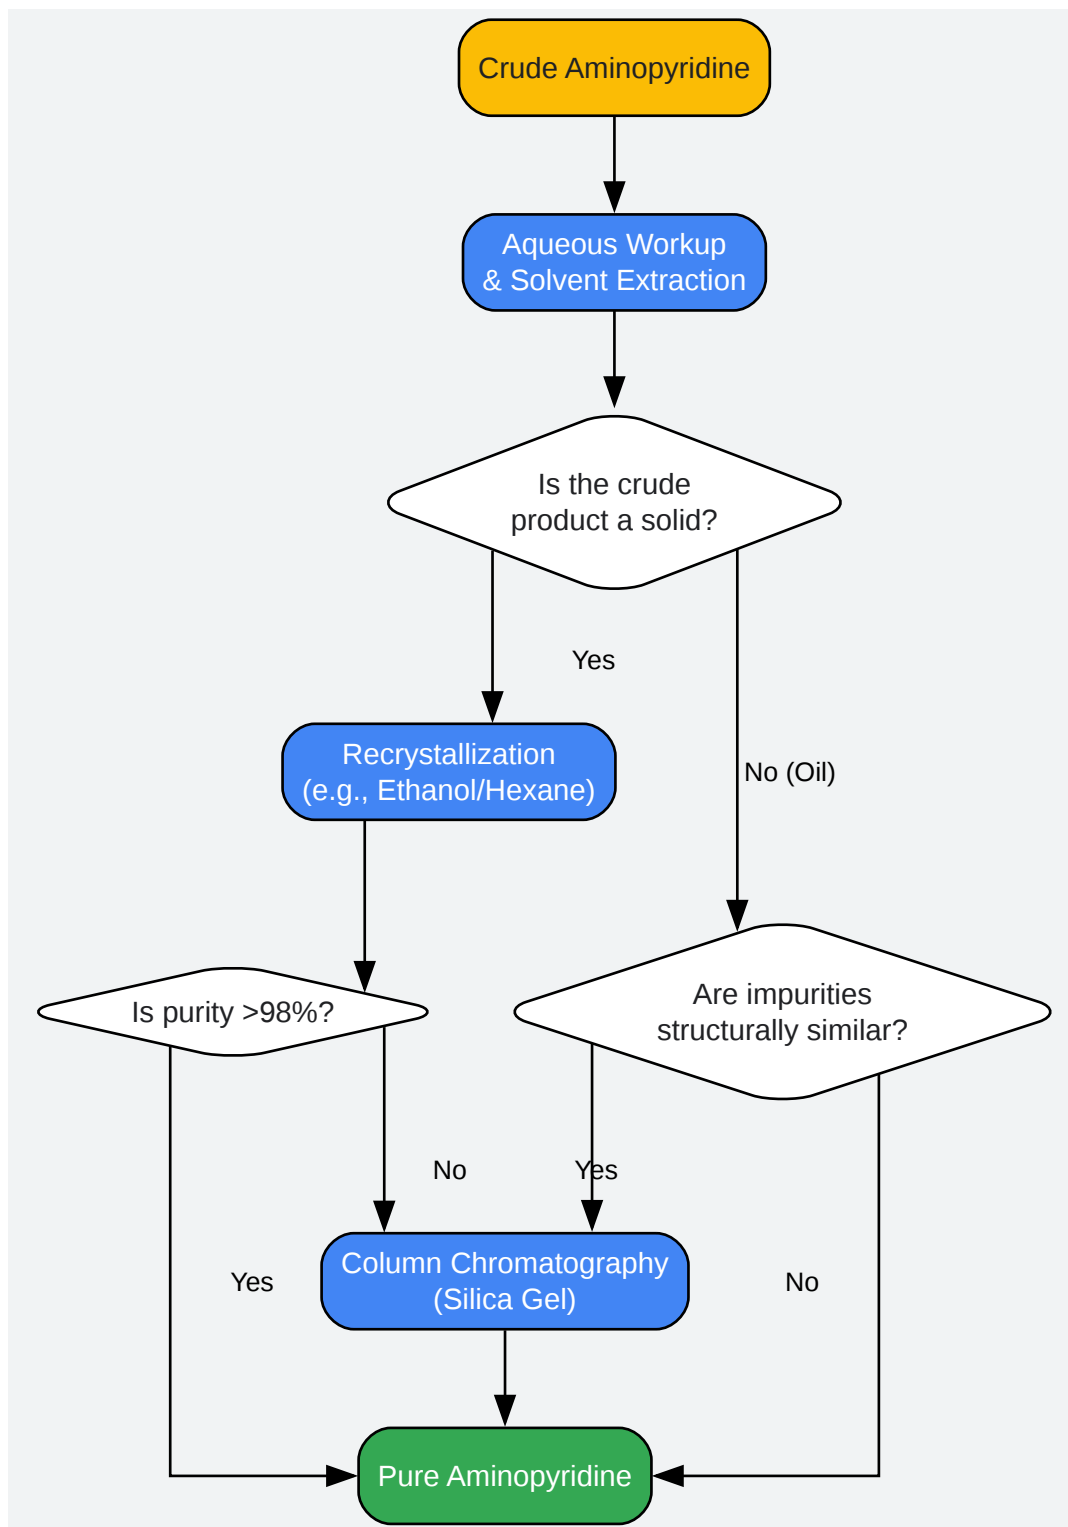 Crude Aminopyridine
Aqueous Workup
& Solvent Extraction
Is the crude
product a solid?
Yes
Recrystallization
(e.g., Ethanol/Hexane)
No (Oil)
Is purity >98%?
Are impurities
structurally similar?
No
Yes
Column Chromatography
(Silica Gel)
Yes
No
Pure Aminopyridine